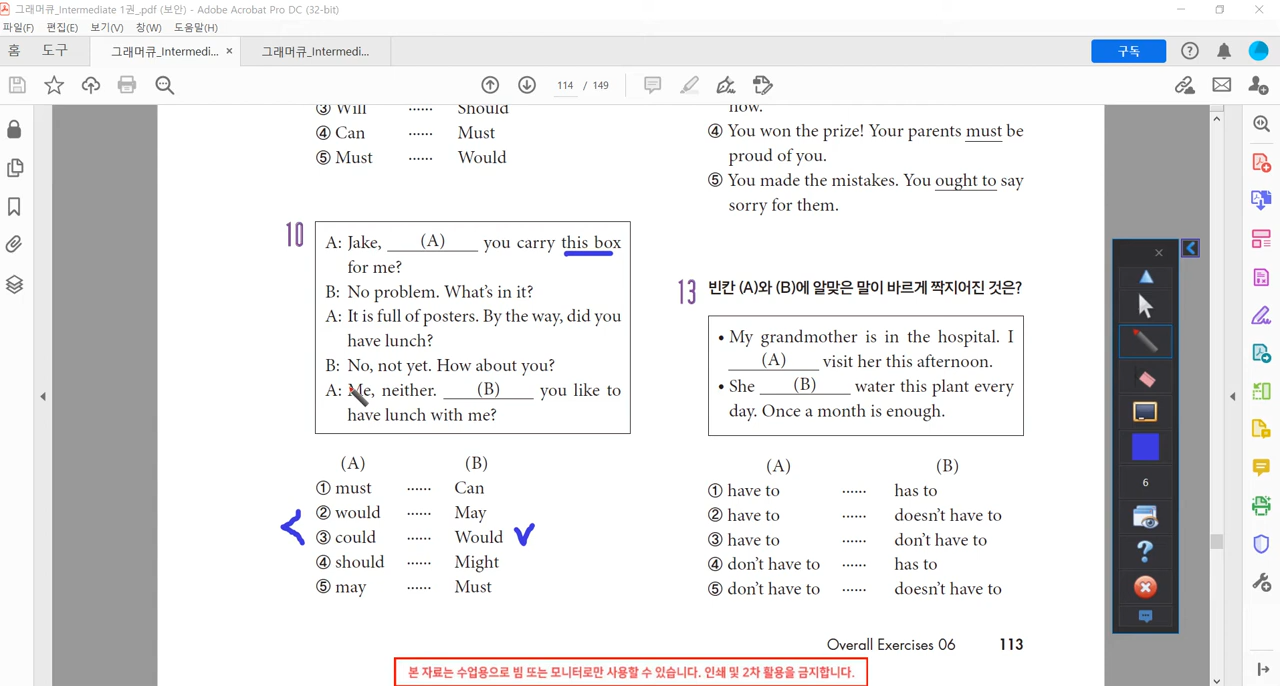 그래머큐_Intermediate 1권_.pdf (보안) - Adobe Acrobat Pro DC (32-bit)
파일(F) 편집(E) 보기(V) 창(W) 도움말(H)
홈 도구 그래머큐_Intermedi... × 그래머큐_Intermedi... 구독
114 / 149
③ Will ...... Should
④ Can ...... Must
⑤ Must ...... Would
10
A: Jake, (A) you carry this box
for me?
B: No problem. What's in it?
A: It is full of posters. By the way, did you
have lunch?
B: No, not yet. How about you?
A: Me, neither. (B) you like to
have lunch with me?
(A) (B)
① must ...... Can
② would ...... May
③ could ...... Would
④ should ...... Might
⑤ may ...... Must
now.
④ You won the prize! Your parents must be
proud of you.
⑤ You made the mistakes. You ought to say
sorry for them.
13 빈칸 (A)와 (B)에 알맞은 말이 바르게 짝지어진 것은?
• My grandmother is in the hospital. I
(A) visit her this afternoon.
• She (B) water this plant every
day. Once a month is enough.
(A) (B)
① have to ...... has to
② have to ...... doesn't have to
③ have to ...... don't have to
④ don't have to ...... has to
⑤ don't have to ...... doesn't have to
Overall Exercises 06 113
본 자료는 수업용으로 빔 또는 모니터로만 사용할 수 있습니다. 인쇄 및 2차 활용을 금지합니다.
6